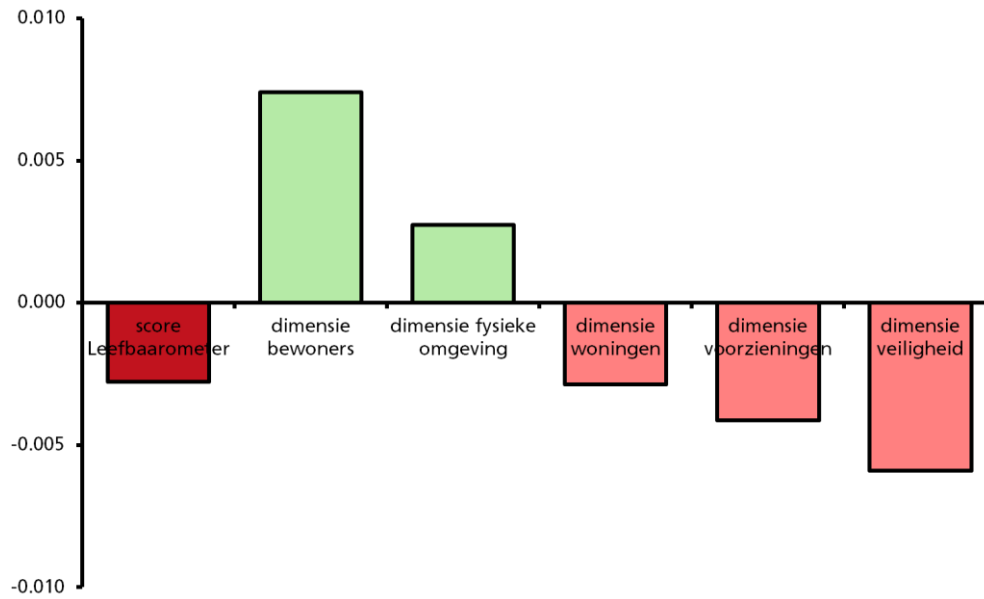 0.010
0.005
0.000
score
Leefbaarometer
dimensie
bewoners
dimensie fysieke
omgeving
dimensie
woningen
dimensie
voorzieningen
dimensie
veiligheid
-0.005
-0.010